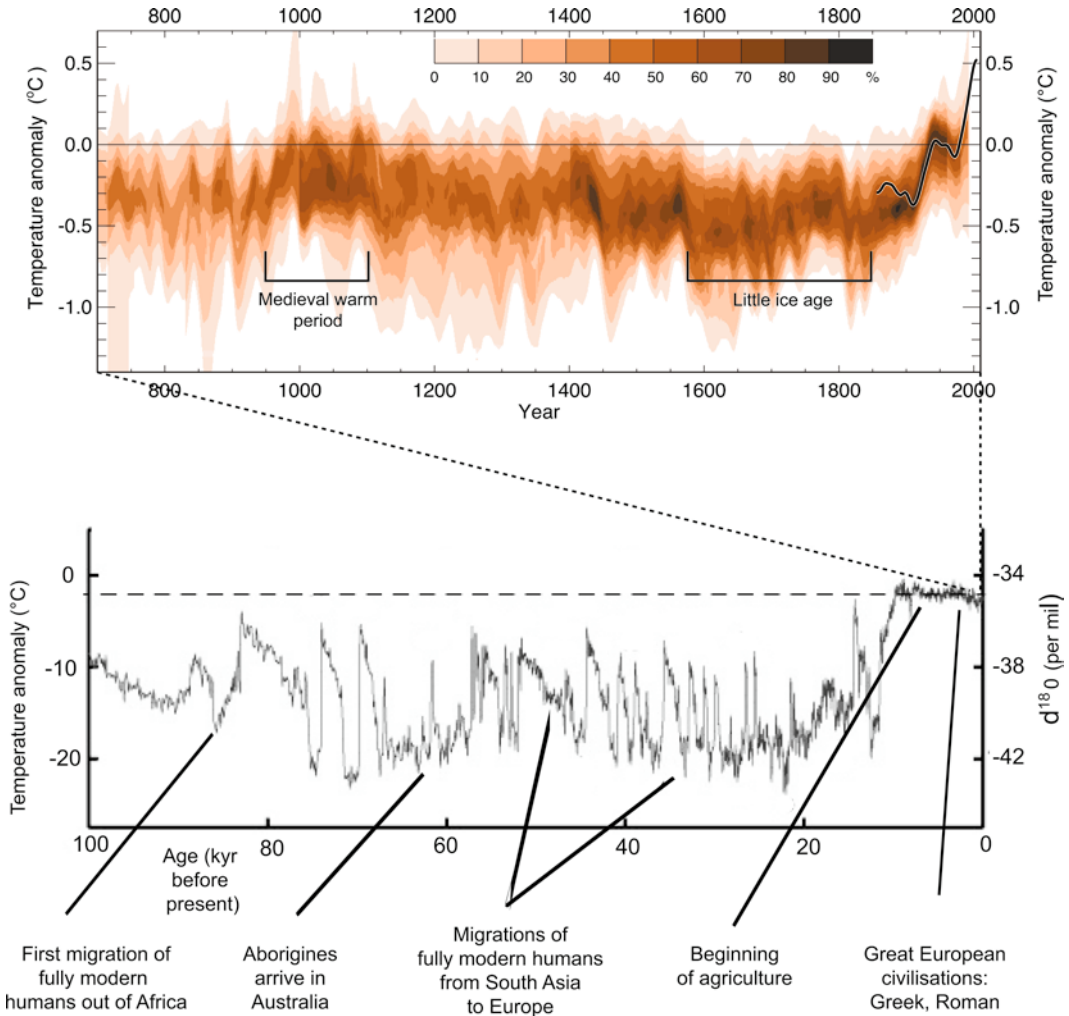 800 1000 1200 1400 1600 1800 2000
0 10 20 30 40 50 60 70 80 90 %
Temperature anomaly (°C)
0.5
0.0
-0.5
-1.0
0.5
0.0
-0.5
-1.0
Temperature anomaly (°C)
Medieval warm
period
Little ice age
800 1000 1200 1400 1600 1800 2000
Year
Temperature anomaly (°C)
0
-10
-20
-34
-38
-42
d18 0 (per mil)
100 80 60 40 20 0
Age (kyr
before
present)
First migration of
fully modern
humans out of Africa
Aborigines
arrive in
Australia
Migrations of
fully modern humans
from South Asia
to Europe
Beginning
of agriculture
Great European
civilisations:
Greek, Roman